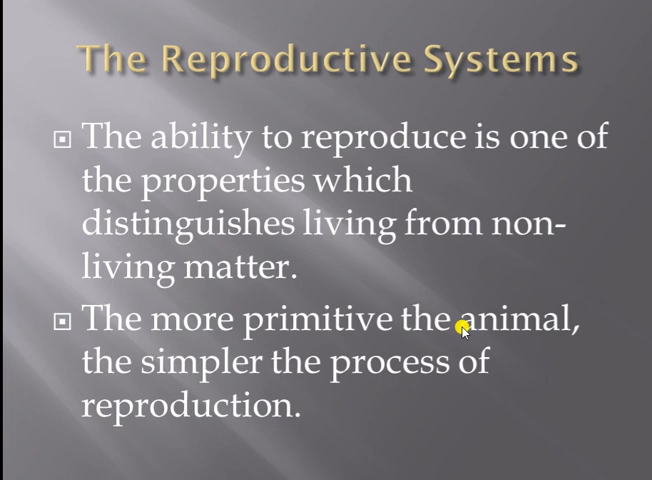 The Reproductive Systems
The ability to reproduce is one of
the properties which
distinguishes living from non-
living matter.
The more primitive the animal,
the simpler the process of
reproduction.